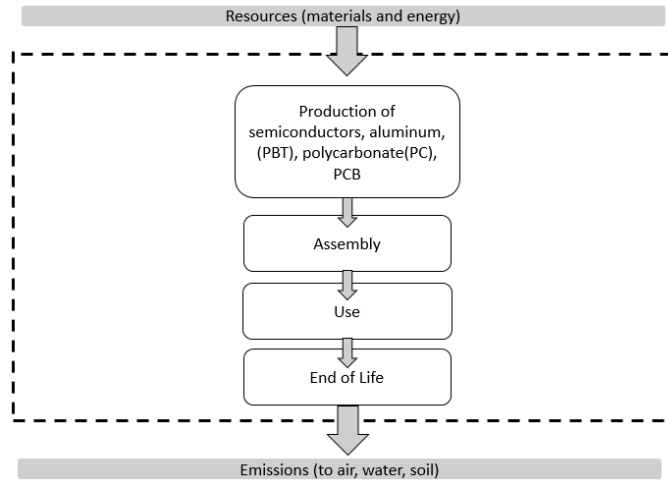 Resources (materials and energy)
Production of
semiconductors, aluminum,
(PBT), polycarbonate(PC),
PCB
Assembly
Use
End of Life
Emissions (to air, water, soil)